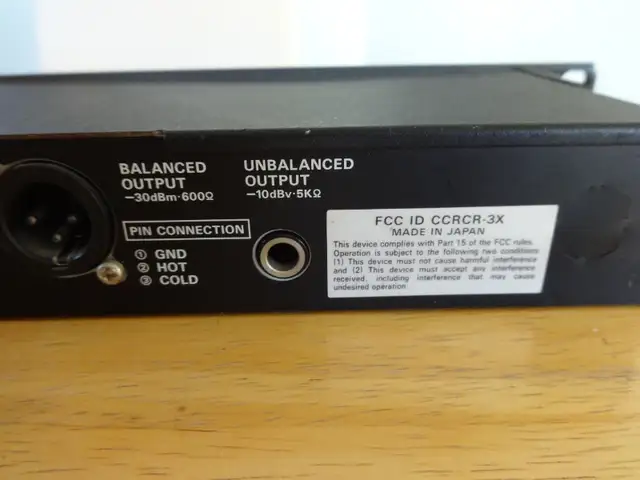 BALANCED
OUTPUT
−30dBm·600Ω
UNBALANCED
OUTPUT
−10dBv·5KΩ
PIN CONNECTION
① GND
② HOT
③ COLD
FCC ID CCRCR-3X
MADE IN JAPAN
This device complies with Part 15 of the FCC rules.
Operation is subject to the following two conditions
(1) This device must not cause harmful interference
and (2) This device must accept any interference
received, including interference that may cause
undesired operation.